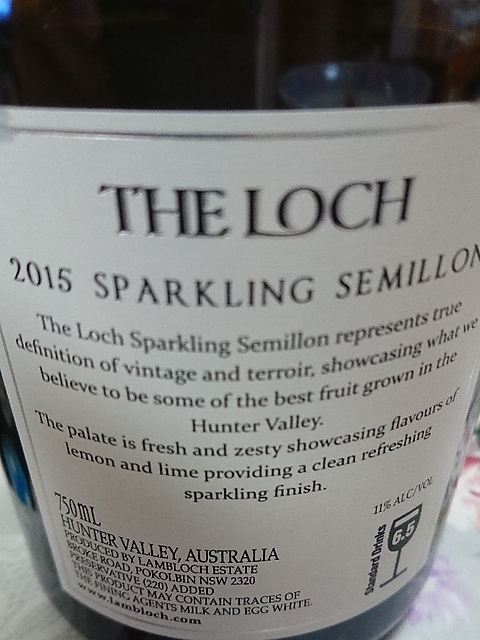 THE LOCH
2015 SPARKLING SEMILLON
The Loch Sparkling Semillon represents true
definition of vintage and terroir, showcasing what we
believe to be some of the best fruit grown in the
Hunter Valley.
The palate is fresh and zesty showcasing flavours of
lemon and lime providing a clean refreshing
sparkling finish.
750mL
HUNTER VALLEY, AUSTRALIA
PRODUCED BY LAMBLOCH ESTATE
BROKE ROAD, POKOLBIN NSW 2320
PRESERVATIVE (220) ADDED
THIS PRODUCT MAY CONTAIN TRACES OF
THE FINING AGENTS MILK AND EGG WHITE.
www.lambloch.com
11% ALC/VOL
6.5
Standard Drinks